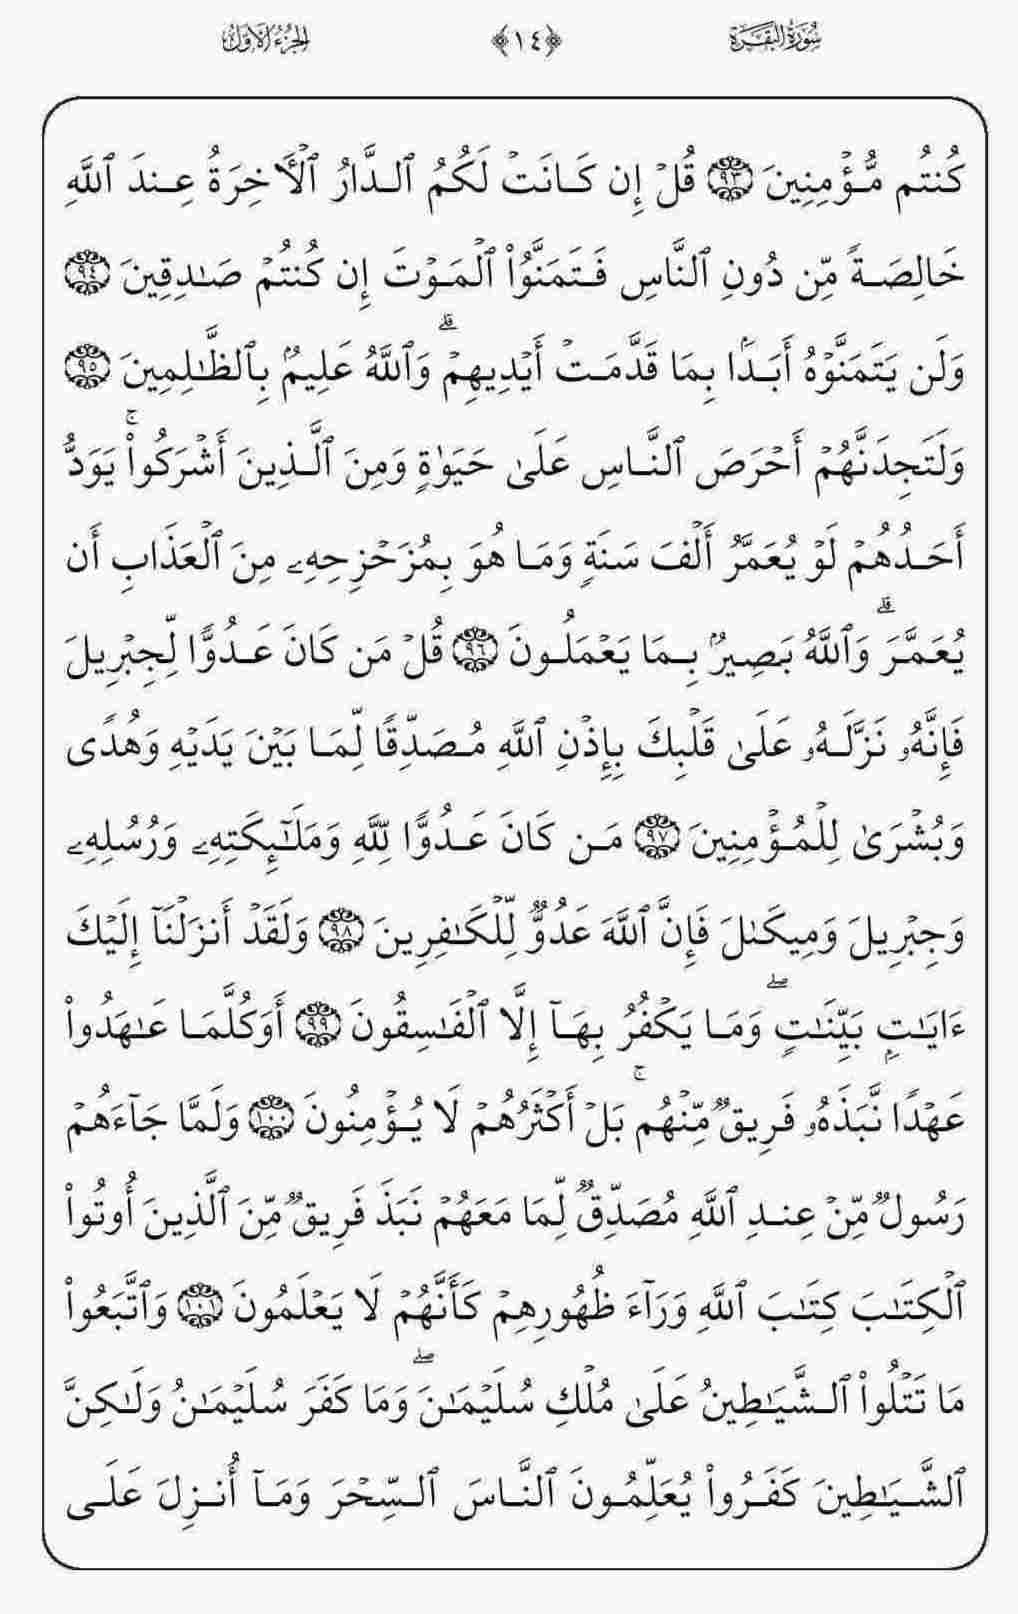 سُورَةُ البَقَرَة ﴿١٤﴾ الجُزءُ الأَوَّلُ
كُنتُم مُّؤۡمِنِينَ ٩٣ قُلۡ إِن كَانَتۡ لَكُمُ ٱلدَّارُ ٱلۡأٓخِرَةُ عِندَ ٱللَّهِ
خَالِصَةٗ مِّن دُونِ ٱلنَّاسِ فَتَمَنَّوُاْ ٱلۡمَوۡتَ إِن كُنتُمۡ صَٰدِقِينَ ٩٤
وَلَن يَتَمَنَّوۡهُ أَبَدَۢا بِمَا قَدَّمَتۡ أَيۡدِيهِمۡۚ وَٱللَّهُ عَلِيمُۢ بِٱلظَّٰلِمِينَ ٩٥
وَلَتَجِدَنَّهُمۡ أَحۡرَصَ ٱلنَّاسِ عَلَىٰ حَيَوٰةٖ وَمِنَ ٱلَّذِينَ أَشۡرَكُواْۚ يَوَدُّ
أَحَدُهُمۡ لَوۡ يُعَمَّرُ أَلۡفَ سَنَةٖ وَمَا هُوَ بِمُزَحۡزِحِهِۦ مِنَ ٱلۡعَذَابِ أَن
يُعَمَّرَۗ وَٱللَّهُ بَصِيرُۢ بِمَا يَعۡمَلُونَ ٩٦ قُلۡ مَن كَانَ عَدُوّٗا لِّجِبۡرِيلَ
فَإِنَّهُۥ نَزَّلَهُۥ عَلَىٰ قَلۡبِكَ بِإِذۡنِ ٱللَّهِ مُصَدِّقٗا لِّمَا بَيۡنَ يَدَيۡهِ وَهُدٗى
وَبُشۡرَىٰ لِلۡمُؤۡمِنِينَ ٩٧ مَن كَانَ عَدُوّٗا لِّلَّهِ وَمَلَٰٓئِكَتِهِۦ وَرُسُلِهِۦ
وَجِبۡرِيلَ وَمِيكَىٰلَ فَإِنَّ ٱللَّهَ عَدُوّٞ لِّلۡكَٰفِرِينَ ٩٨ وَلَقَدۡ أَنزَلۡنَآ إِلَيۡكَ
ءَايَٰتِۭ بَيِّنَٰتٖۖ وَمَا يَكۡفُرُ بِهَآ إِلَّا ٱلۡفَٰسِقُونَ ٩٩ أَوَكُلَّمَا عَٰهَدُواْ
عَهۡدٗا نَّبَذَهُۥ فَرِيقٞ مِّنۡهُمۚ بَلۡ أَكۡثَرُهُمۡ لَا يُؤۡمِنُونَ ١٠٠ وَلَمَّا جَآءَهُمۡ
رَسُولٞ مِّنۡ عِندِ ٱللَّهِ مُصَدِّقٞ لِّمَا مَعَهُمۡ نَبَذَ فَرِيقٞ مِّنَ ٱلَّذِينَ أُوتُواْ
ٱلۡكِتَٰبَ كِتَٰبَ ٱللَّهِ وَرَآءَ ظُهُورِهِمۡ كَأَنَّهُمۡ لَا يَعۡلَمُونَ ١٠١ وَٱتَّبَعُواْ
مَا تَتۡلُواْ ٱلشَّيَٰطِينُ عَلَىٰ مُلۡكِ سُلَيۡمَٰنَۖ وَمَا كَفَرَ سُلَيۡمَٰنُ وَلَٰكِنَّ
ٱلشَّيَٰطِينَ كَفَرُواْ يُعَلِّمُونَ ٱلنَّاسَ ٱلسِّحۡرَ وَمَآ أُنزِلَ عَلَى